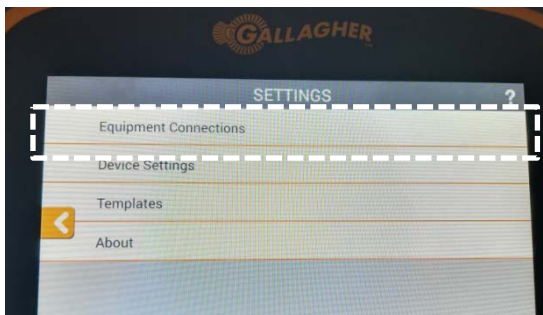 GALLAGHER
SETTINGS ?
Equipment Connections
Device Settings
Templates
About